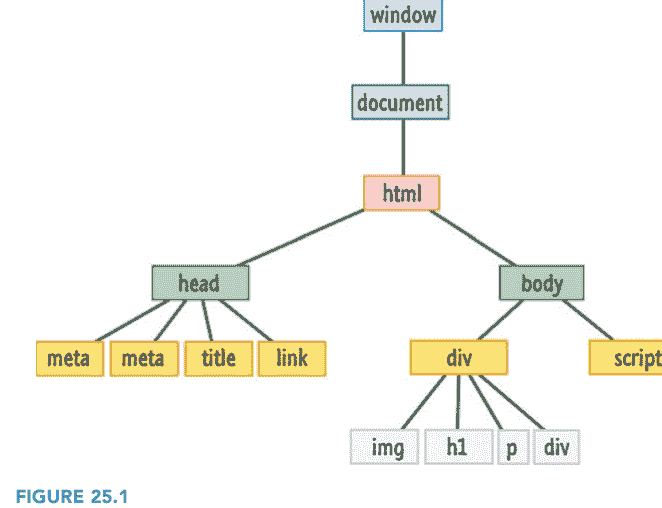 window
document
html
head body
meta meta title link div script
img h1 p div
FIGURE 25.1